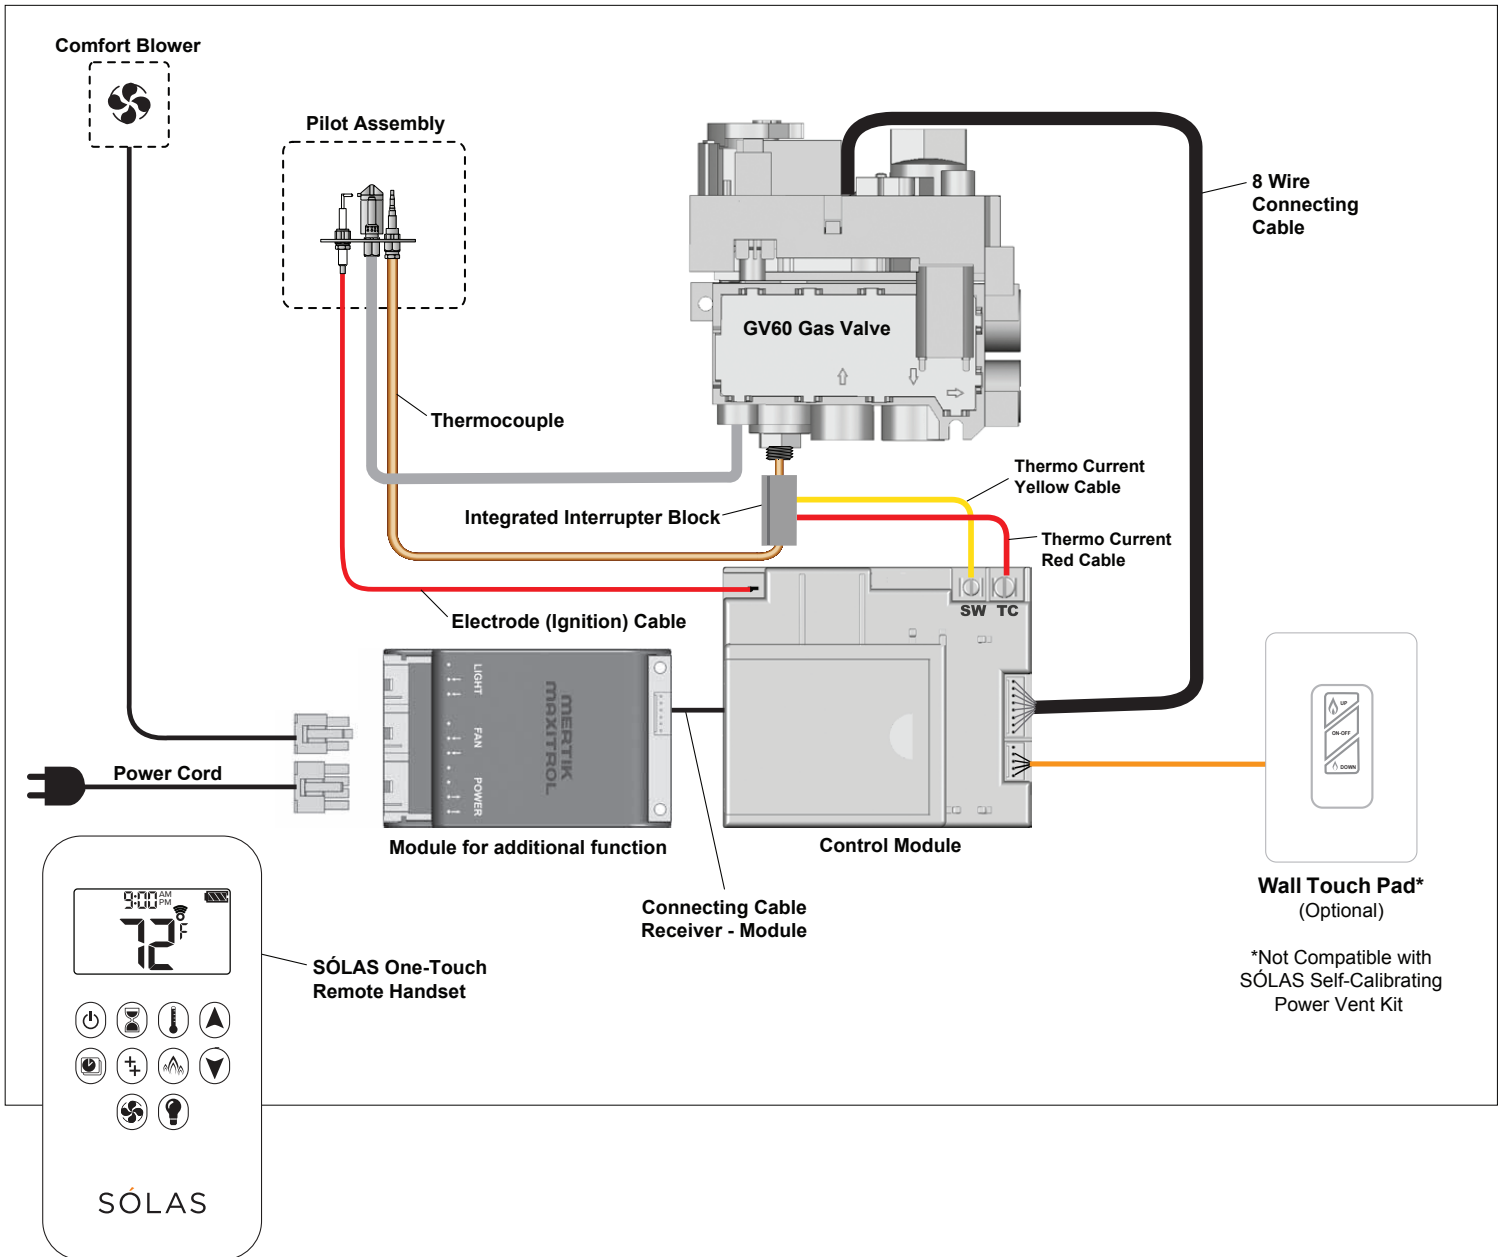 Comfort Blower
Pilot Assembly
8 Wire
Connecting
Cable
GV60 Gas Valve
Thermocouple
Thermo Current
Yellow Cable
Integrated Interrupter Block
Thermo Current
Red Cable
SW TC
Electrode (Ignition) Cable
LIGHT
FAN
POWER
MERTIK
MAXITROL
UP
ON-OFF
DOWN
Power Cord
Module for additional function
Control Module
Wall Touch Pad*
(Optional)
*Not Compatible with
SÓLAS Self-Calibrating
Power Vent Kit
Connecting Cable
Receiver - Module
9:00 AM
PM
72 °F
SÓLAS One-Touch
Remote Handset
SÓLAS